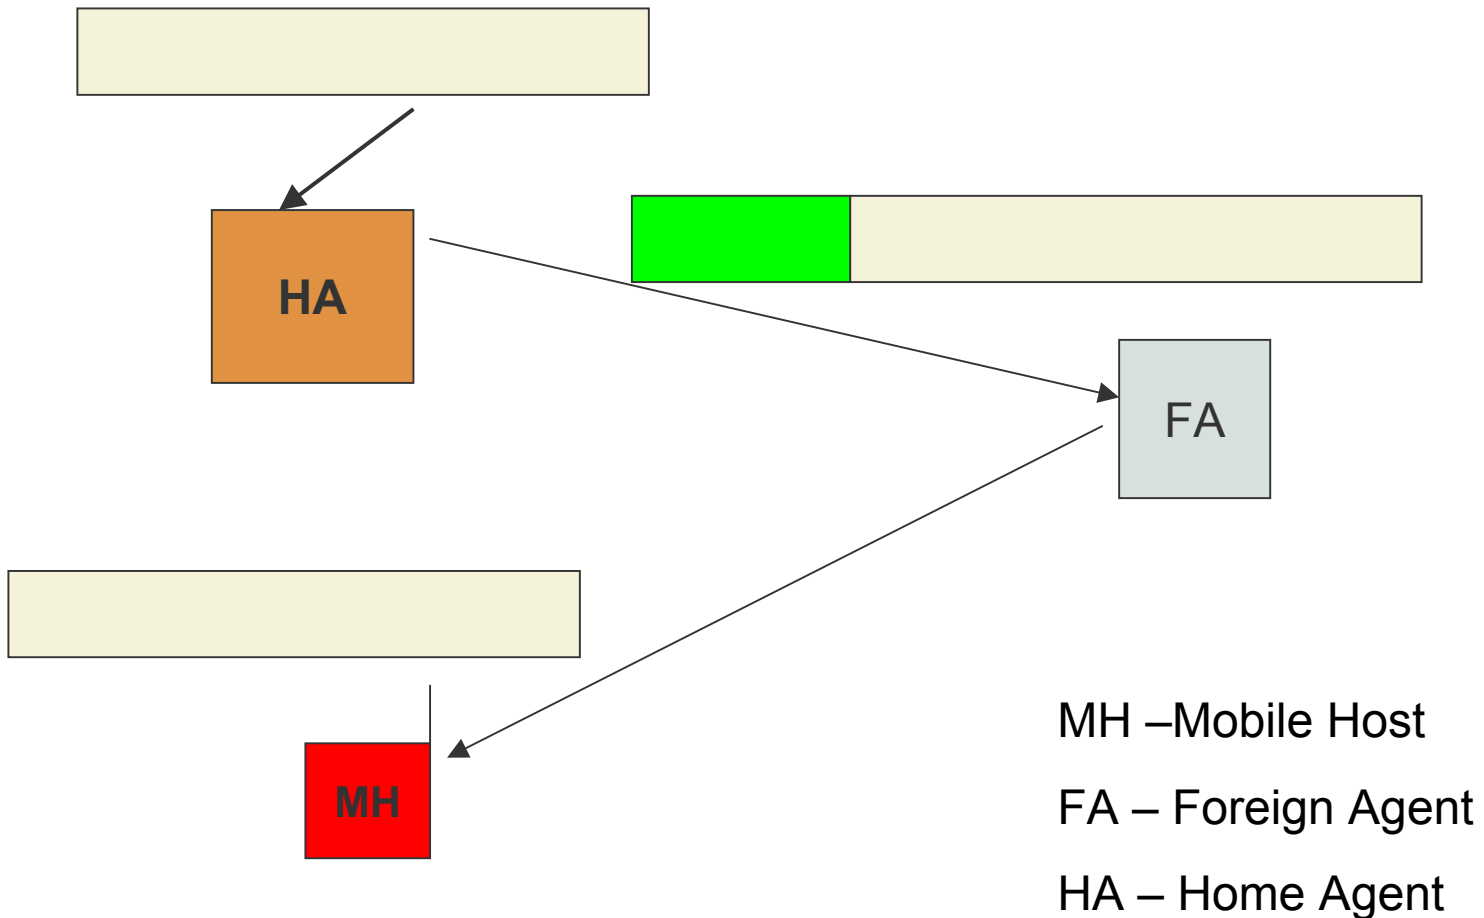 HA
FA
MH
MH –Mobile Host
FA – Foreign Agent
HA – Home Agent